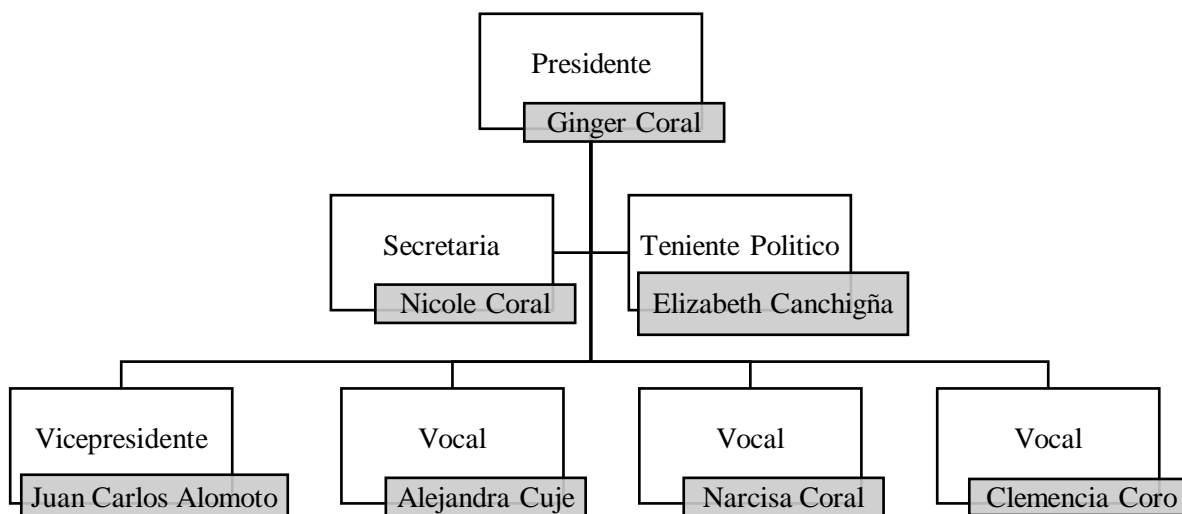 Presidente
Ginger Coral
Secretaria
Nicole Coral
Teniente Politico
Elizabeth Canchigña
Vicepresidente
Juan Carlos Alomoto
Vocal
Alejandra Cuje
Vocal
Narcisa Coral
Vocal
Clemencia Coro